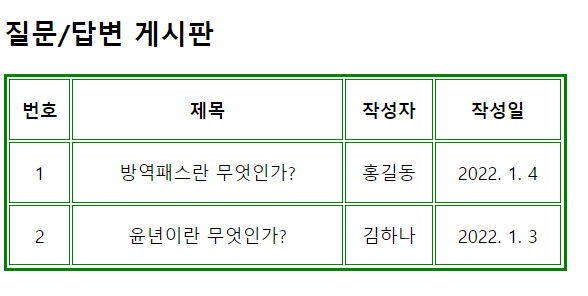 질문/답변 게시판
번호 제목 작성자 작성일
1 방역패스란 무엇인가? 홍길동 2022. 1. 4
2 윤년이란 무엇인가? 김하나 2022. 1. 3